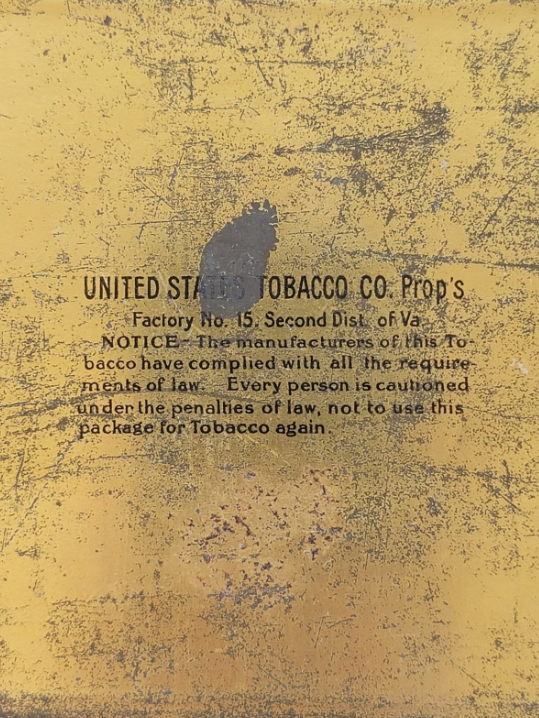 UNITED STATES TOBACCO CO. Prop's
Factory No. 15. Second Dist. of Va.
NOTICE - The manufacturers of this To-
bacco have complied with all the require-
ments of law. Every person is cautioned
under the penalties of law, not to use this
package for Tobacco again.